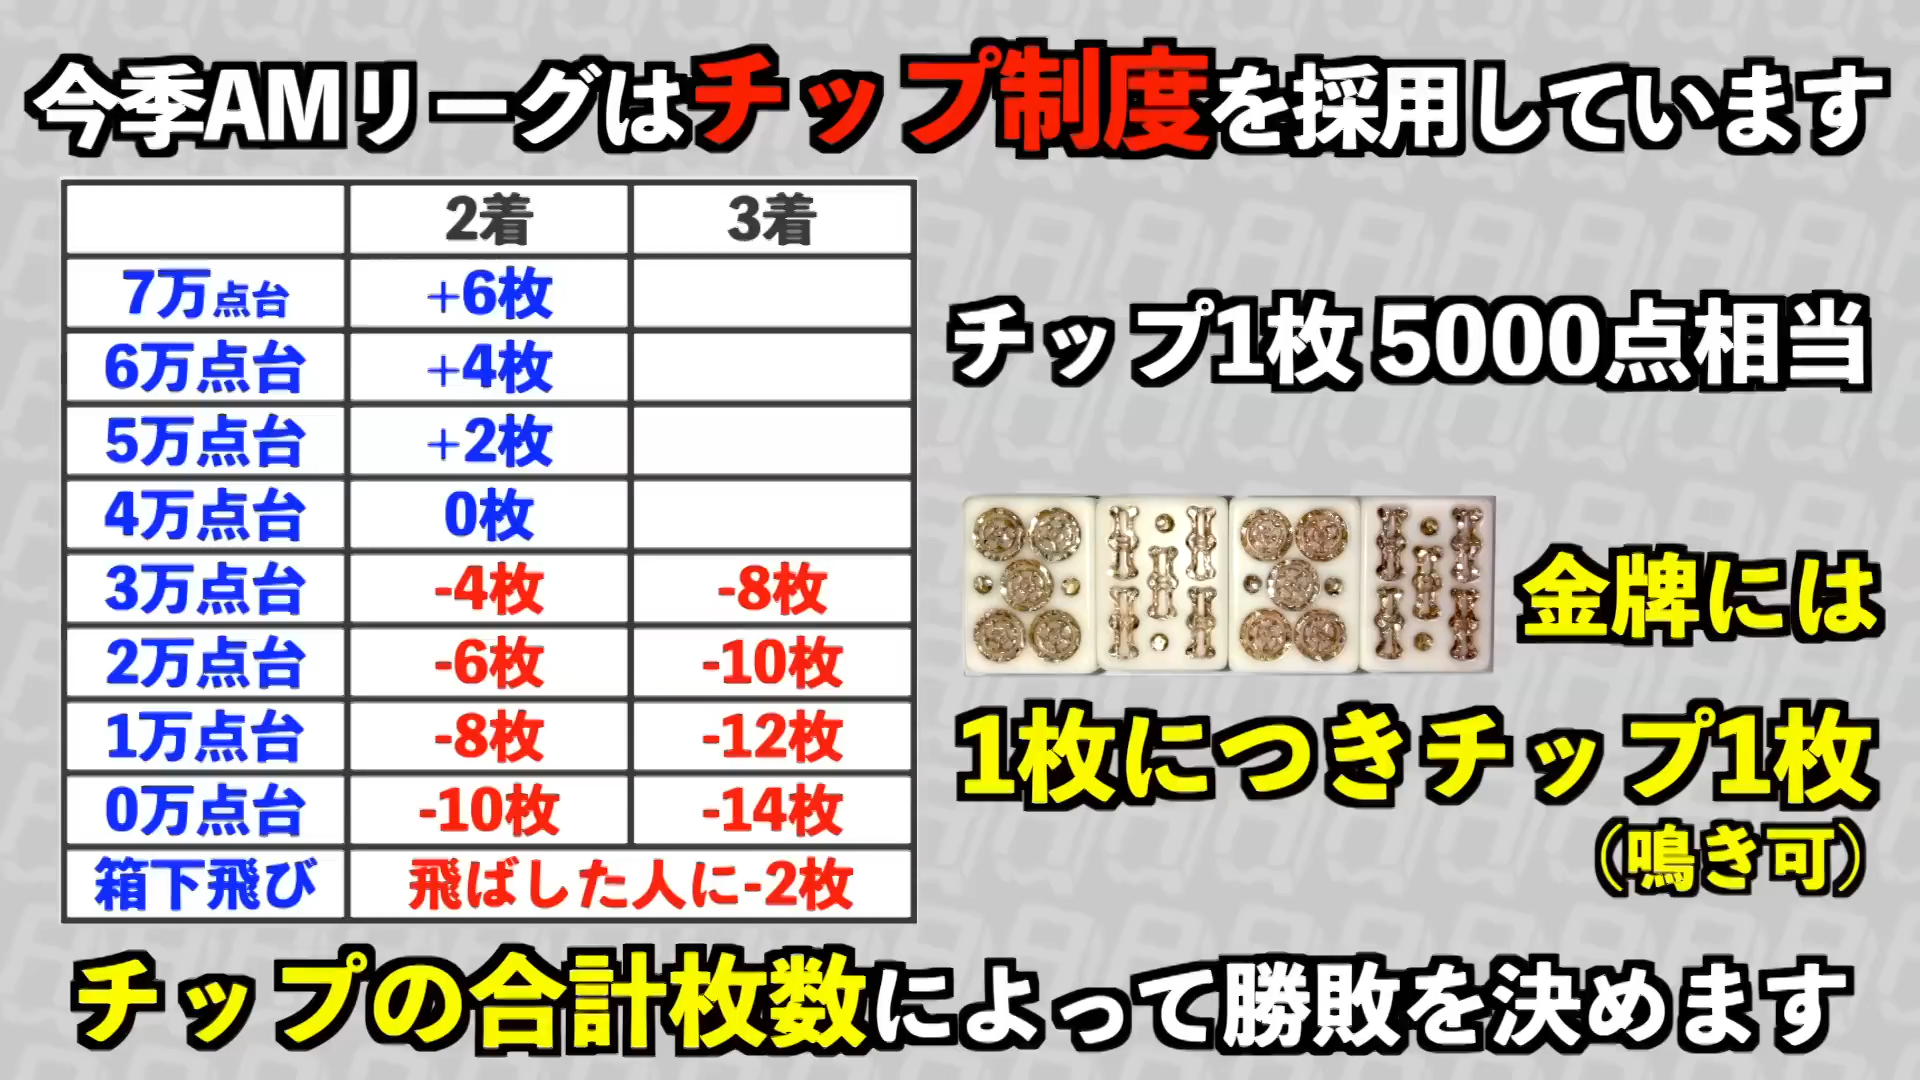 今季AMリーグはチップ制度を採用しています
2着 3着
7万点台 +6枚
6万点台 +4枚
5万点台 +2枚
4万点台 0枚
3万点台 -4枚 -8枚
2万点台 -6枚 -10枚
1万点台 -8枚 -12枚
0万点台 -10枚 -14枚
箱下飛び 飛ばした人に-2枚
チップ1枚 5000点相当
金牌には
1枚につきチップ1枚
(鳴き可)
チップの合計枚数によって勝敗を決めます